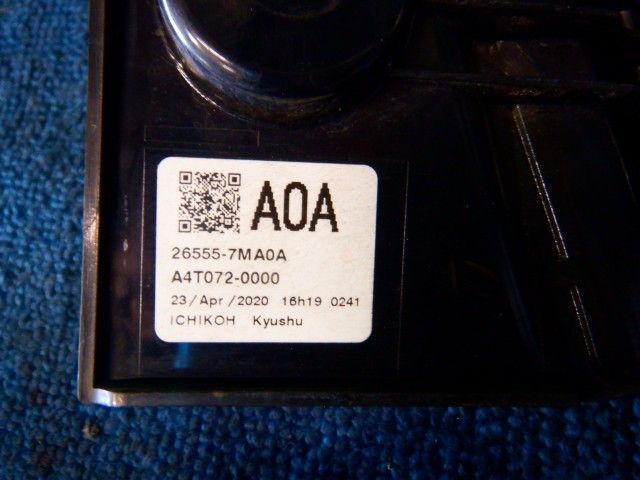 A0A
26555-7MA0A
A4T072-0000
23/Apr/2020 16h19 0241
ICHIKOH Kyushu